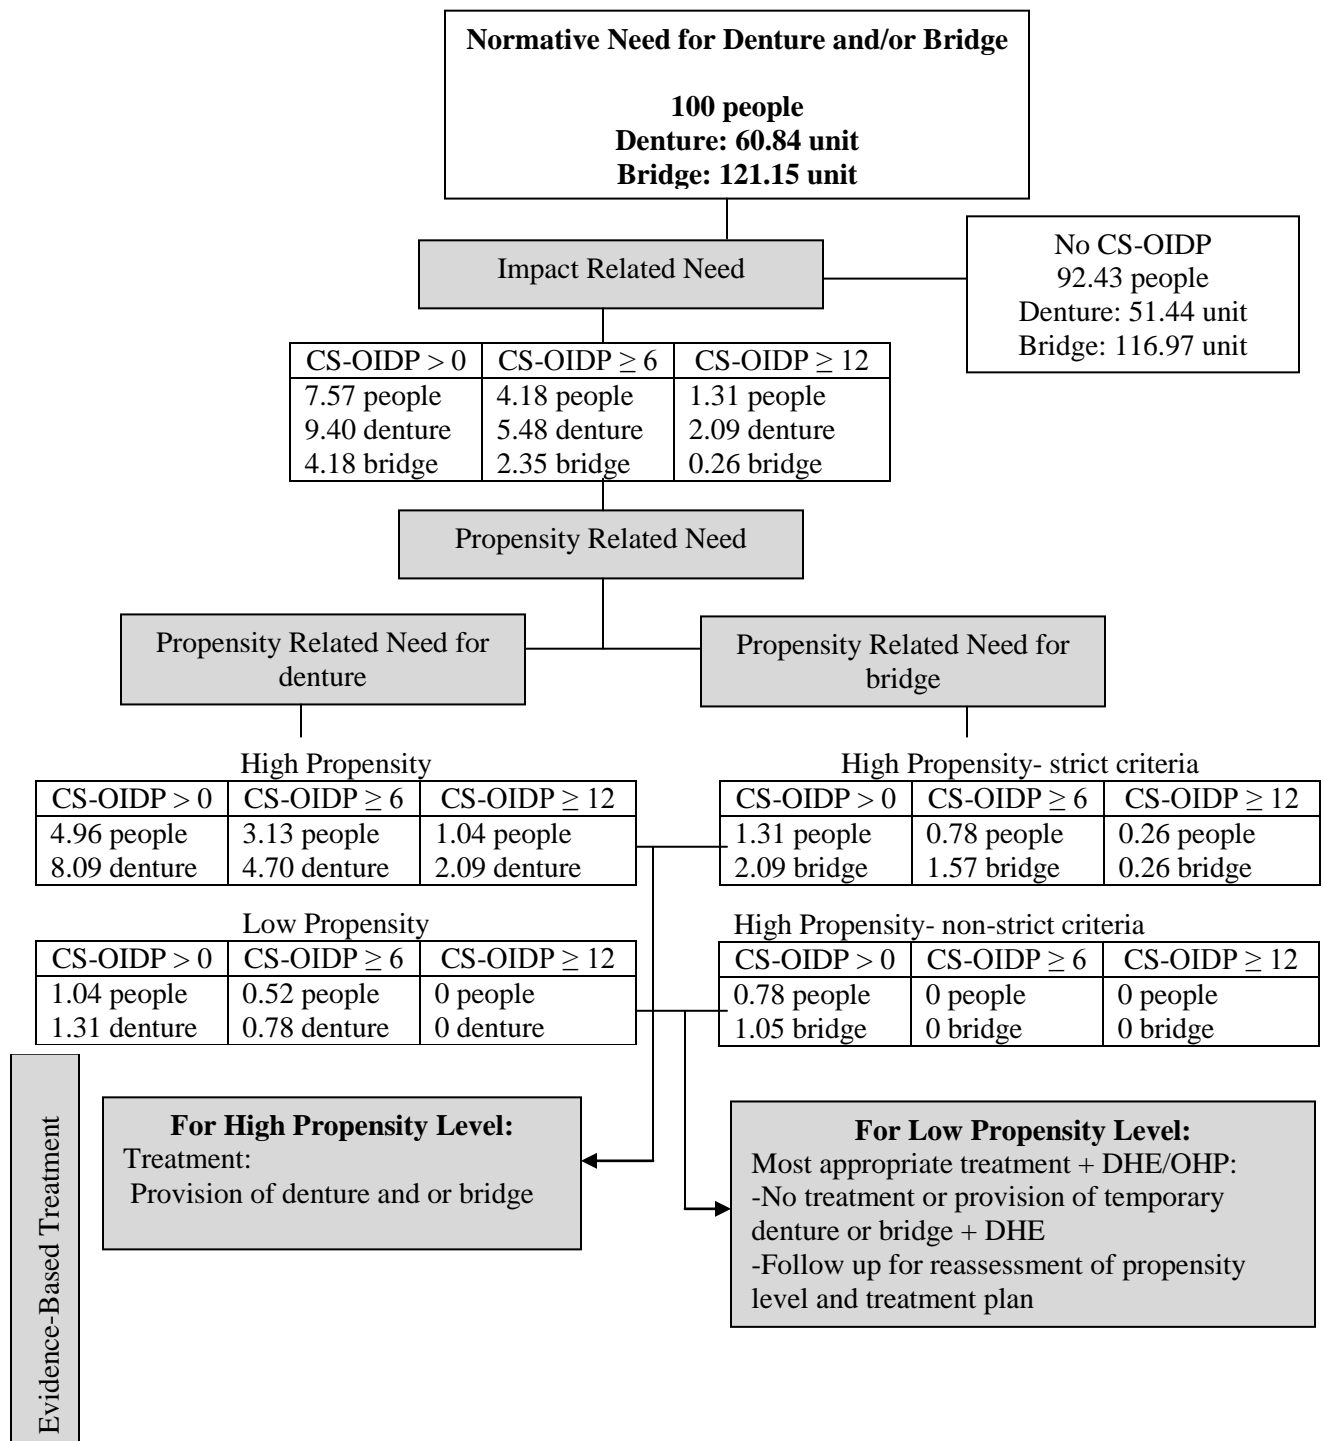 Normative Need for Denture and/or Bridge
100 people
Denture: 60.84 unit
Bridge: 121.15 unit
Impact Related Need
No CS-OIDP
92.43 people
Denture: 51.44 unit
Bridge: 116.97 unit
CS-OIDP > 0 CS-OIDP ≥ 6 CS-OIDP ≥ 12
7.57 people 4.18 people 1.31 people
9.40 denture 5.48 denture 2.09 denture
4.18 bridge 2.35 bridge 0.26 bridge
Propensity Related Need
Propensity Related Need for
denture
Propensity Related Need for
bridge
High Propensity
CS-OIDP > 0 CS-OIDP ≥ 6 CS-OIDP ≥ 12
4.96 people 3.13 people 1.04 people
8.09 denture 4.70 denture 2.09 denture
High Propensity- strict criteria
CS-OIDP > 0 CS-OIDP ≥ 6 CS-OIDP ≥ 12
1.31 people 0.78 people 0.26 people
2.09 bridge 1.57 bridge 0.26 bridge
Low Propensity
CS-OIDP > 0 CS-OIDP ≥ 6 CS-OIDP ≥ 12
1.04 people 0.52 people 0 people
1.31 denture 0.78 denture 0 denture
High Propensity- non-strict criteria
CS-OIDP > 0 CS-OIDP ≥ 6 CS-OIDP ≥ 12
0.78 people 0 people 0 people
1.05 bridge 0 bridge 0 bridge
Evidence-Based Treatment
For High Propensity Level:
Treatment:
Provision of denture and or bridge
For Low Propensity Level:
Most appropriate treatment + DHE/OHP:
-No treatment or provision of temporary
denture or bridge + DHE
-Follow up for reassessment of propensity
level and treatment plan